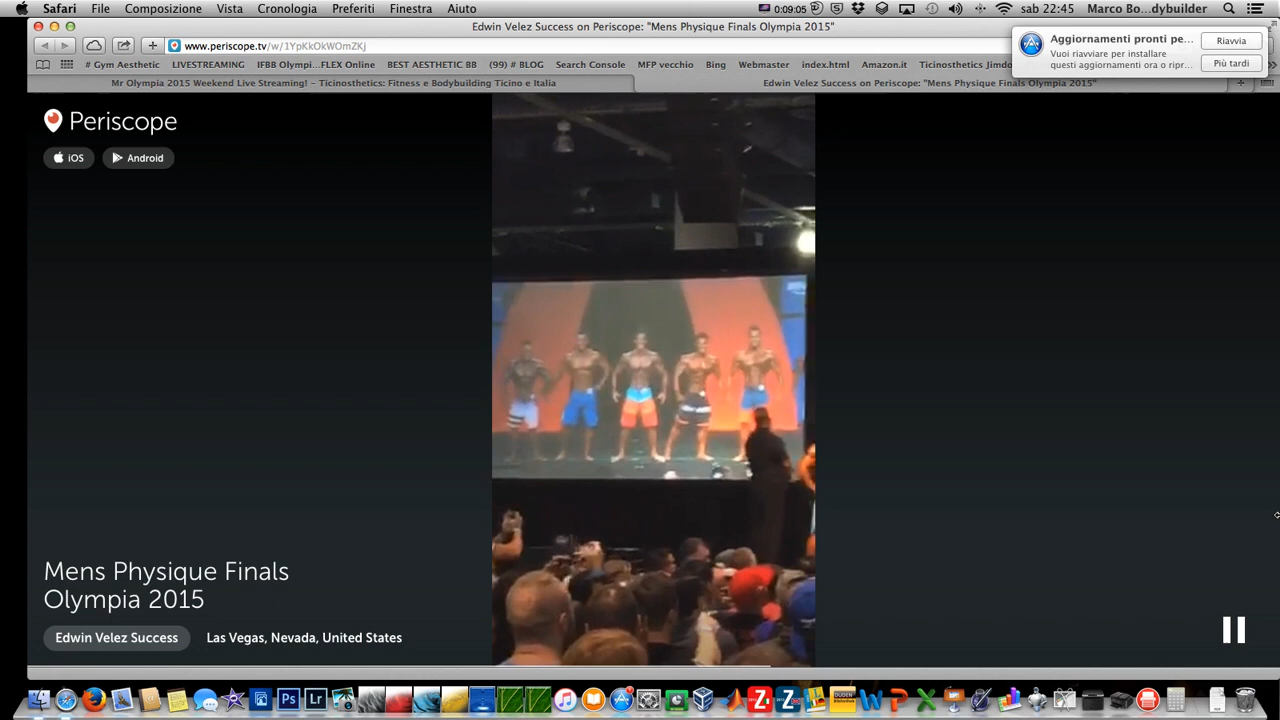 Safari File Composizione Vista Cronologia Preferiti Finestra Aiuto 0:09:05 sab 22:45 Marco Bo...dybuilder
Edwin Velez Success on Periscope: "Mens Physique Finals Olympia 2015"
www.periscope.tv/w/1YpKkOkWOmZKJ
# Gym Aesthetic LIVESTREAMING IFBB Olympi...FLEX Online BEST AESTHETIC BB (99) # BLOG Search Console MFP vecchio Bing Webmaster index.html Amazon.it Ticinosthetics Jimdo
Aggiornamenti pronti pe...
Vuoi riavviare per installare
questi aggiornamenti ora o ripr...
Riavvia
Più tardi
Mr Olympia 2015 Weekend Live Streaming! – Ticinosthetics: Fitness e Bodybuilding Ticino e Italia
Edwin Velez Success on Periscope: "Mens Physique Finals Olympia 2015"
Periscope
iOS Android
Mens Physique Finals
Olympia 2015
Edwin Velez Success Las Vegas, Nevada, United States